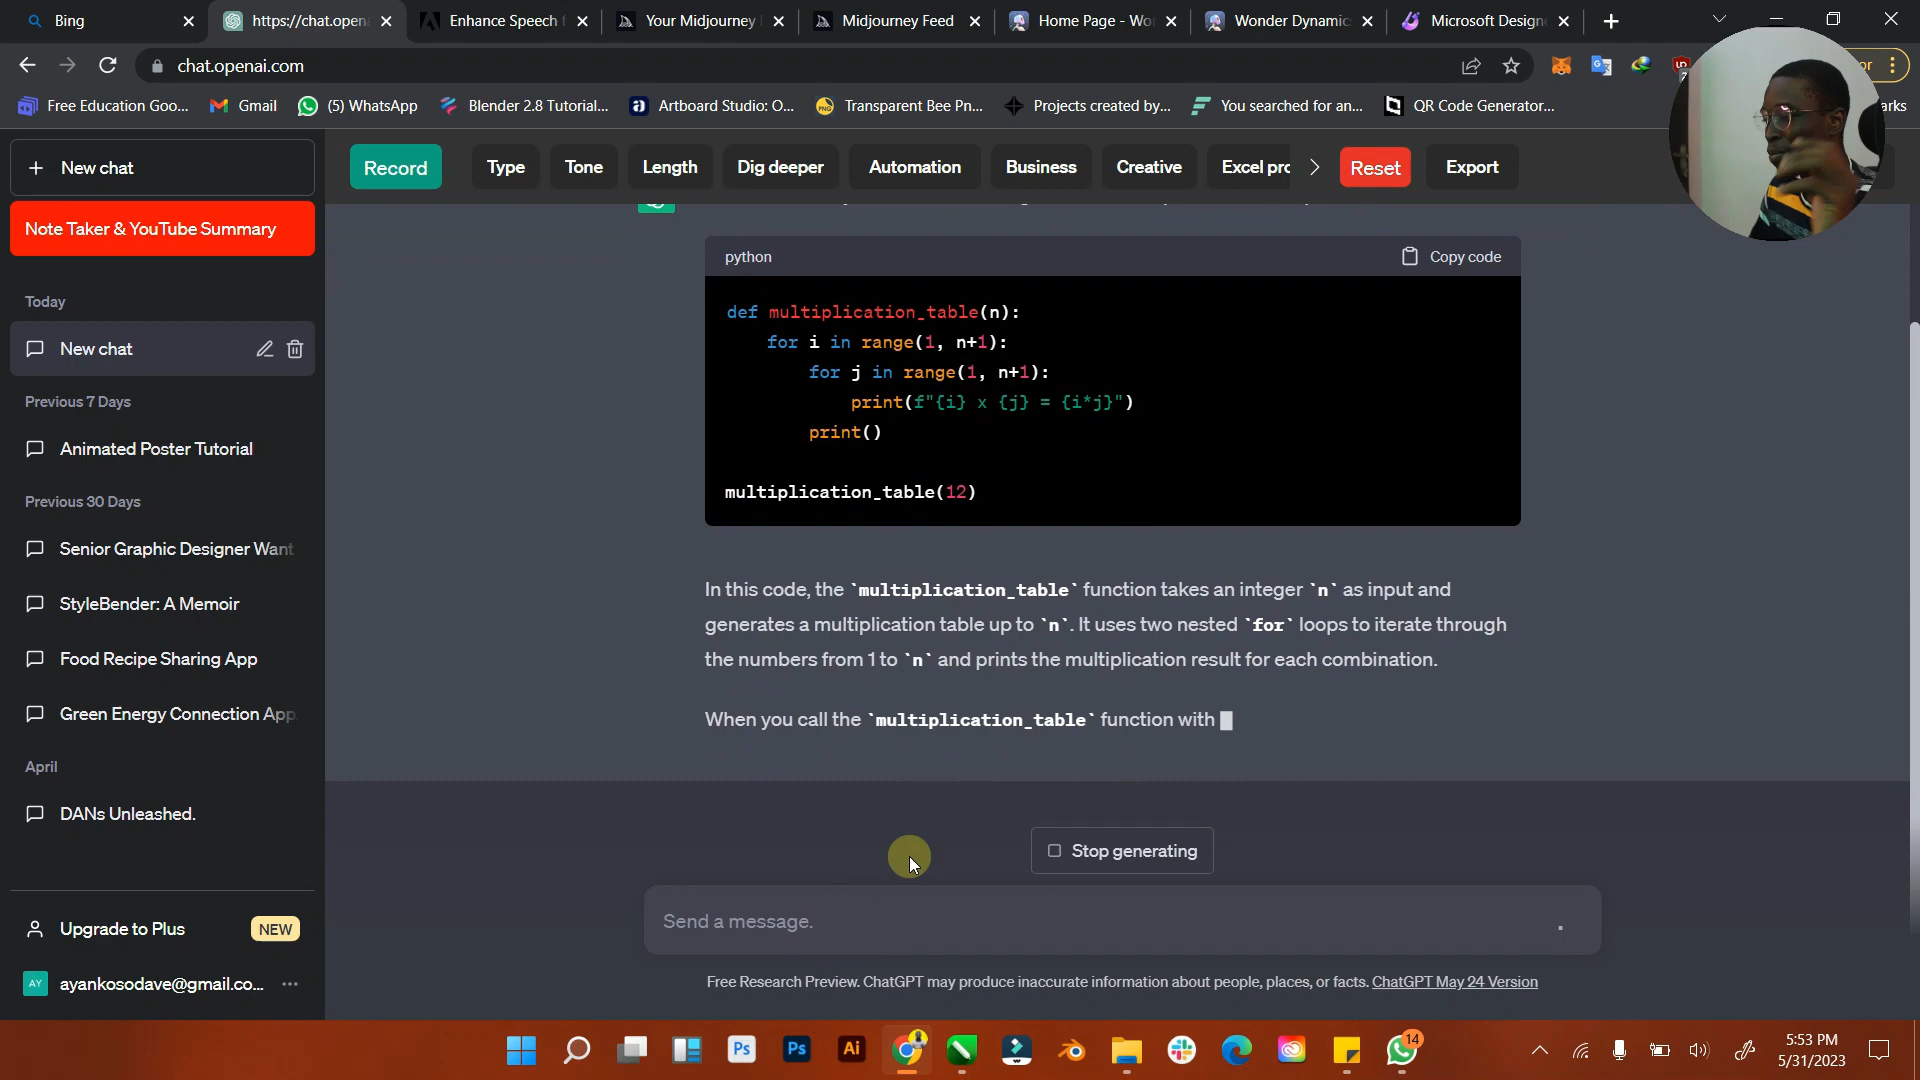 Bing
https://chat.opena
Enhance Speech f
Your Midjourney
Midjourney Feed
Home Page - Wo
Wonder Dynamic
Microsoft Design
chat.openai.com
Free Education Goo...
Gmail
(5) WhatsApp
Blender 2.8 Tutorial...
Artboard Studio: O...
Transparent Bee Pn...
Projects created by...
You searched for an...
QR Code Generator...
arks
New chat
Record
Type
Tone
Length
Dig deeper
Automation
Business
Creative
Excel pro
Reset
Export
Note Taker & YouTube Summary
Today
New chat
Previous 7 Days
Animated Poster Tutorial
Previous 30 Days
Senior Graphic Designer Want
StyleBender: A Memoir
Food Recipe Sharing App
Green Energy Connection App.
April
DANs Unleashed.
Upgrade to Plus
NEW
AY
ayankosodave@gmail.co...
python
Copy code
def multiplication_table(n):
for i in range(1, n+1):
for j in range(1, n+1):
print(f"{i} x {j} = {i*j}")
print()
multiplication_table(12)
In this code, the `multiplication_table` function takes an integer `n` as input and
generates a multiplication table up to `n`. It uses two nested `for` loops to iterate through
the numbers from 1 to `n` and prints the multiplication result for each combination.
When you call the `multiplication_table` function with
Stop generating
Send a message.
Free Research Preview. ChatGPT may produce inaccurate information about people, places, or facts. ChatGPT May 24 Version
Ps
Ps
Ai
14
5:53 PM
5/31/2023